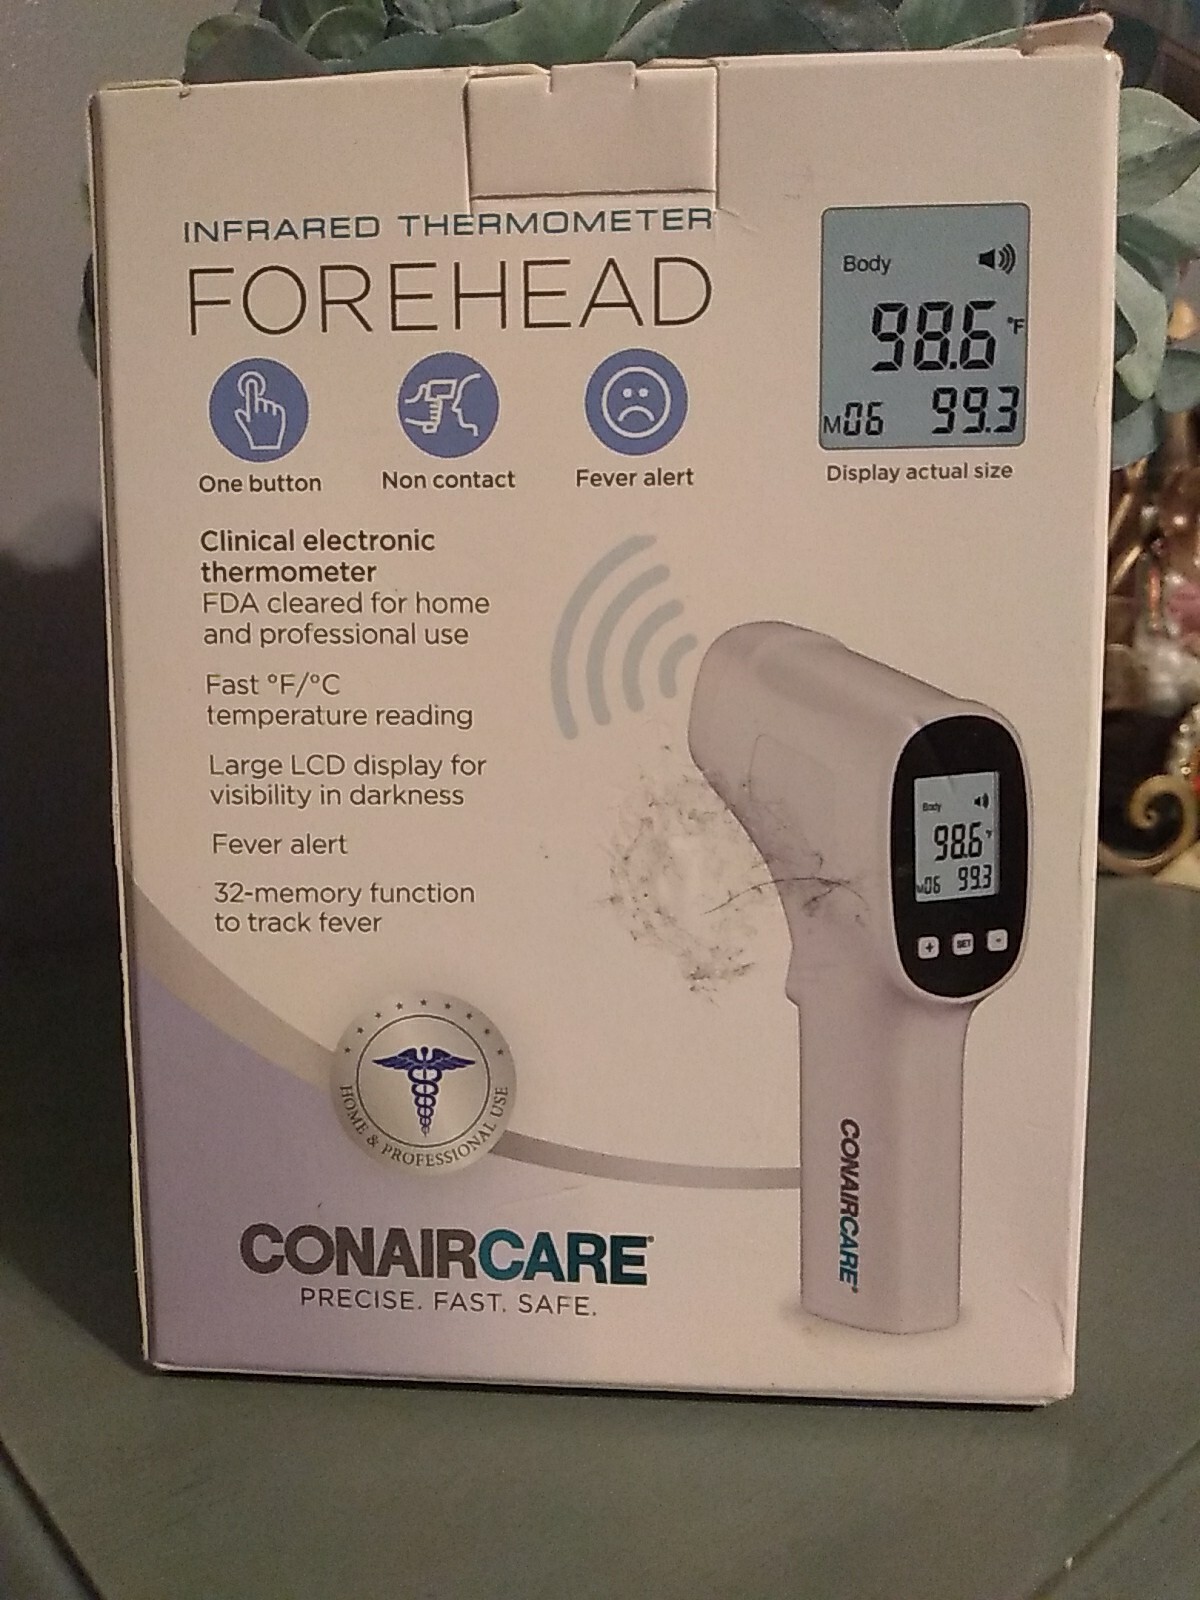 INFRARED THERMOMETER
FOREHEAD
One button
Non contact
Fever alert
Body
98.6 °F
M06 99.3
Display actual size
Clinical electronic
thermometer
FDA cleared for home
and professional use
Fast °F/°C
temperature reading
Large LCD display for
visibility in darkness
Fever alert
32-memory function
to track fever
Body
98.6 °F
M06 99.3
+ SET -
HOME & PROFESSIONAL USE
CONAIRCARE®
CONAIRCARE®
PRECISE. FAST. SAFE.